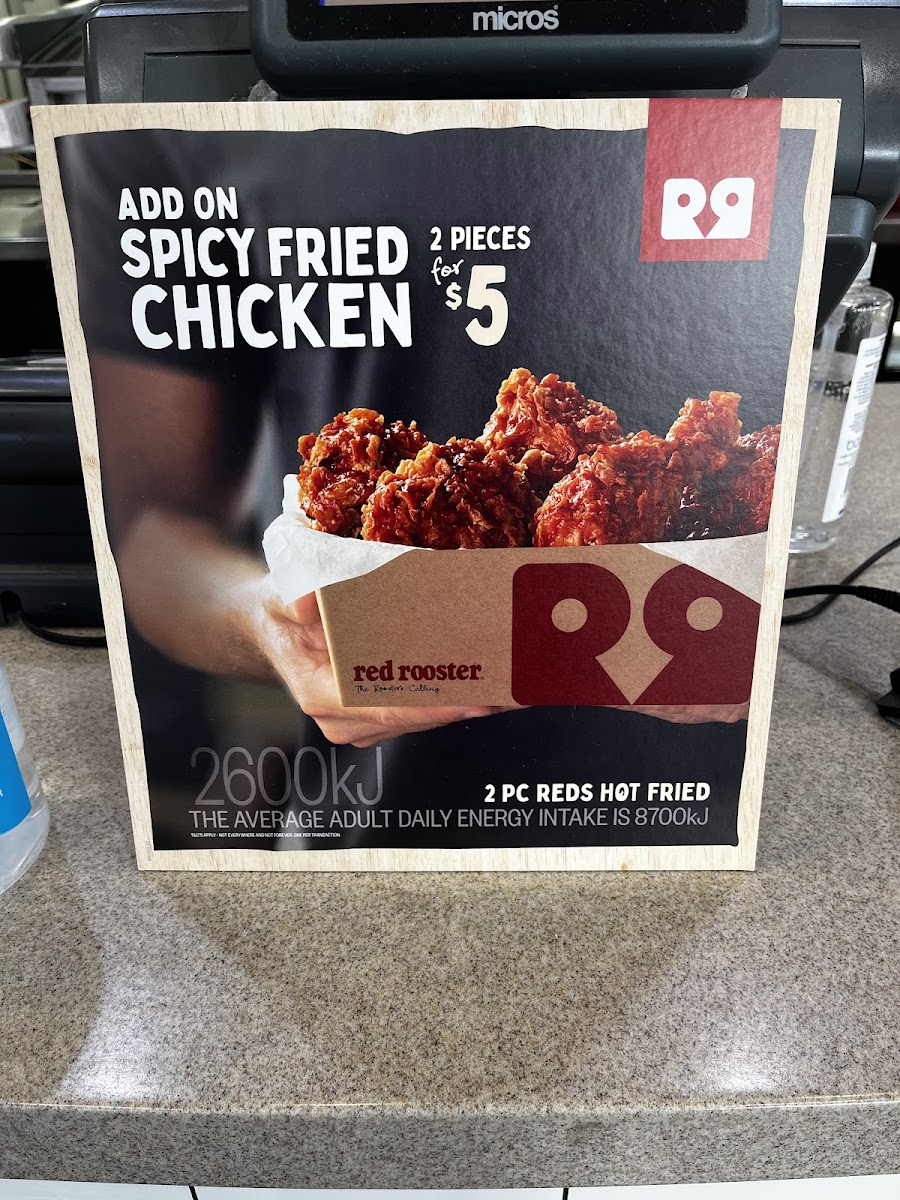 micros
ADD ON
SPICY FRIED
CHICKEN
2 PIECES
for
$5
red rooster
The Rooster's Calling
2600kJ
2 PC REDS HOT FRIED
THE AVERAGE ADULT DAILY ENERGY INTAKE IS 8700kJ
T&C'S APPLY - NOT EVERYWHERE AND NOT FOREVER. ONE PER TRANSACTION.